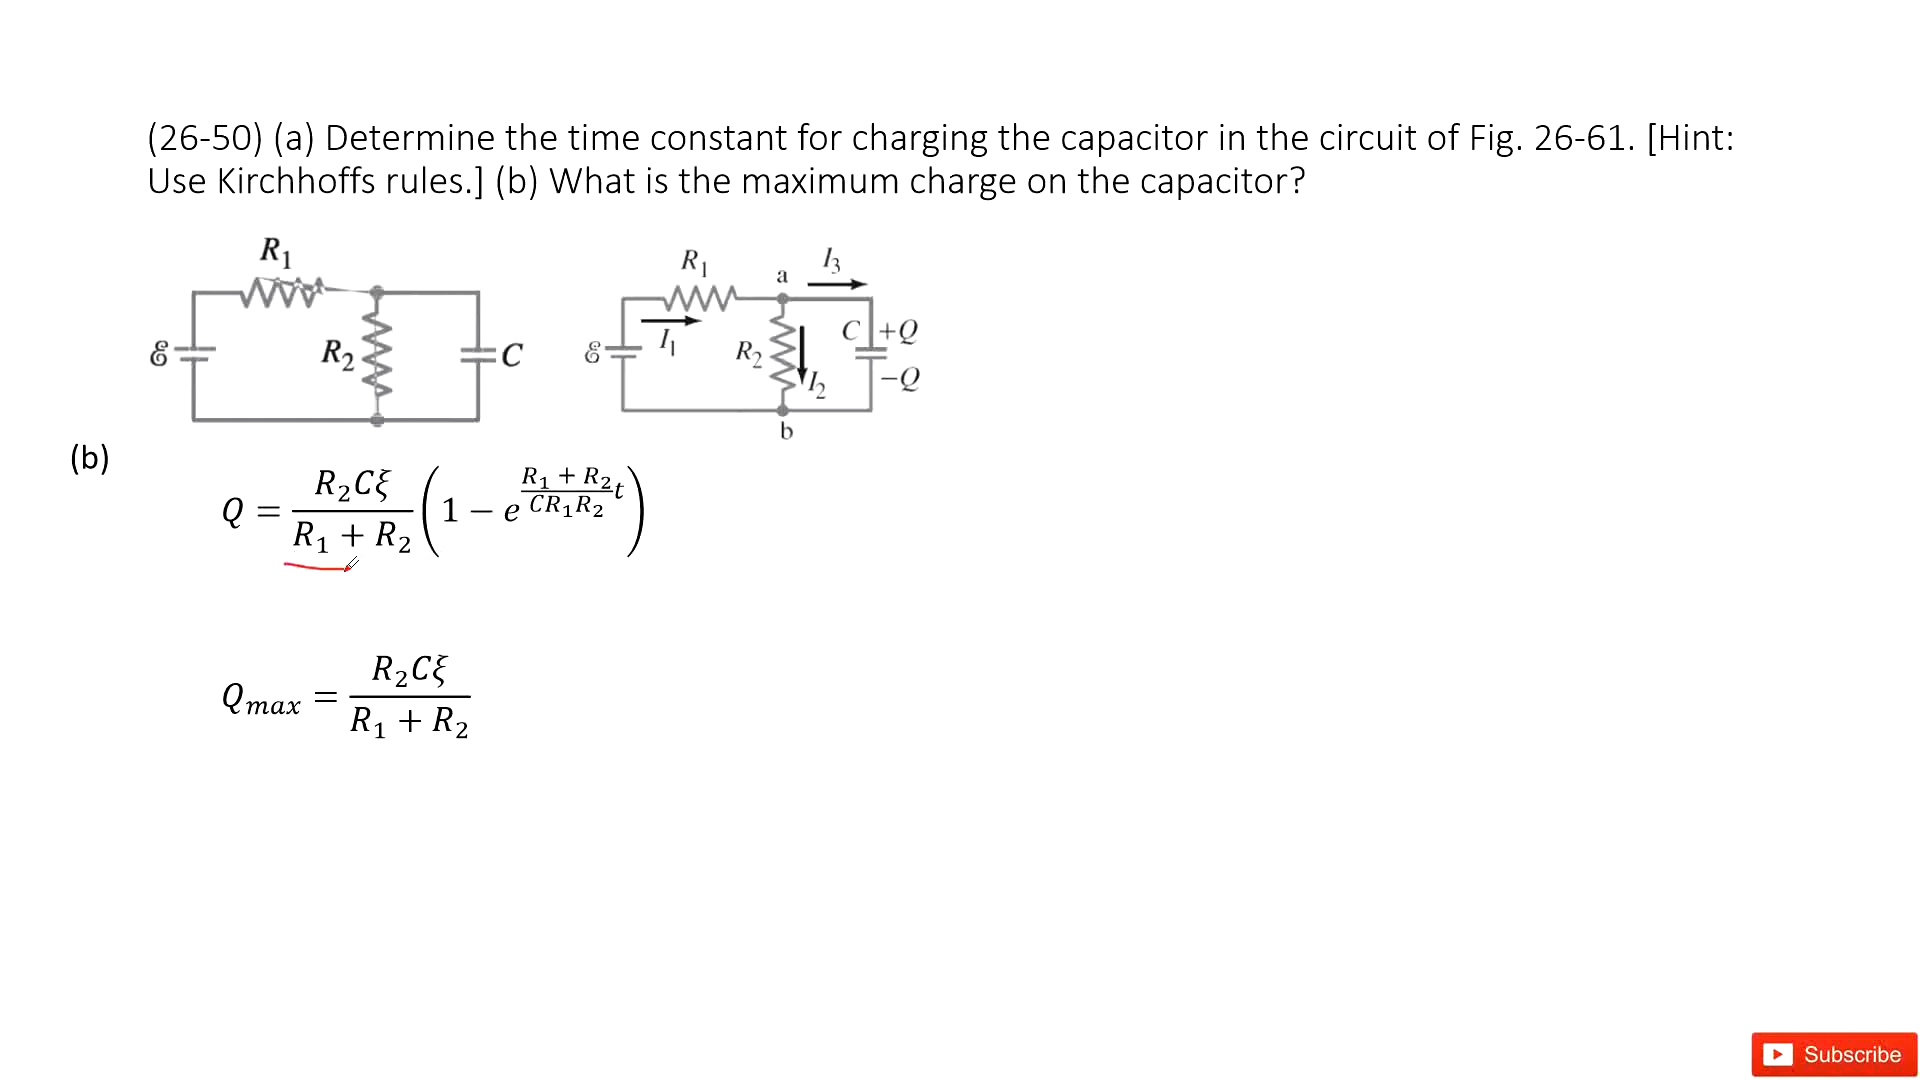 (26-50) (a) Determine the time constant for charging the capacitor in the circuit of Fig. 26-61. [Hint:
Use Kirchhoffs rules.] (b) What is the maximum charge on the capacitor?
R₁
ℰ
R₂
C
R₁
a
I₃
ℰ
I₁
R₂
I₂
C
+Q
−Q
b
(b)
Q = R₂Cξ / (R₁ + R₂) (1 − e^((R₁ + R₂)/(CR₁R₂) t))
Q_max = R₂Cξ / (R₁ + R₂)
Subscribe